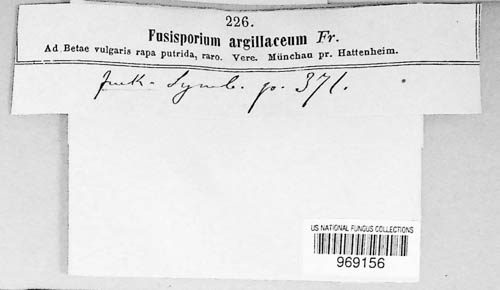 226.
Fusisporium argillaceum Fr.
Ad Betae vulgaris rapa putrida, raro. Vere. Münchau pr. Hattenheim.
Symb. p. 371.
US NATIONAL FUNGUS COLLECTIONS
969156